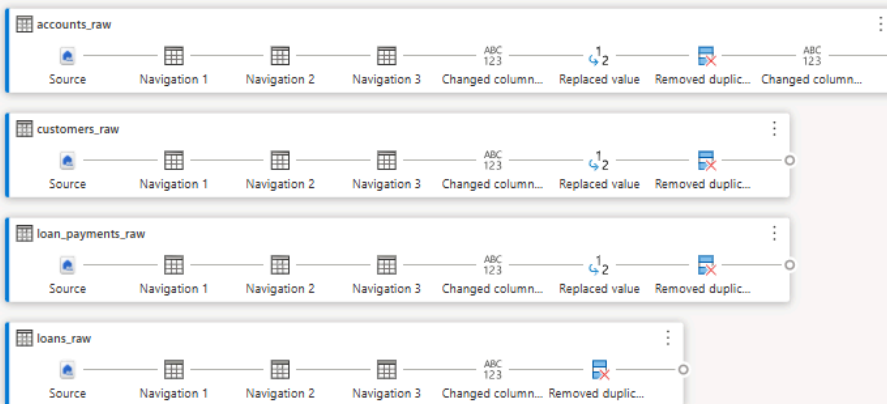 accounts_raw
ABC 1 ABC
123 2 123
Source Navigation 1 Navigation 2 Navigation 3 Changed column... Replaced value Removed duplic... Changed column...
customers_raw
ABC 1
123 2
Source Navigation 1 Navigation 2 Navigation 3 Changed column... Replaced value Removed duplic...
loan_payments_raw
ABC 1
123 2
Source Navigation 1 Navigation 2 Navigation 3 Changed column... Replaced value Removed duplic...
loans_raw
ABC
123
Source Navigation 1 Navigation 2 Navigation 3 Changed column... Removed duplic...